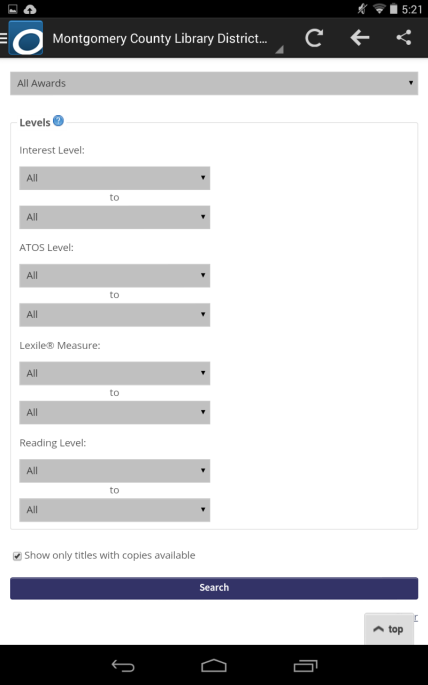 5:21
Montgomery County Library District...
All Awards
Levels ?
Interest Level:
All
to
All
ATOS Level:
All
to
All
Lexile® Measure:
All
to
All
Reading Level:
All
to
All
Show only titles with copies available
Search
top